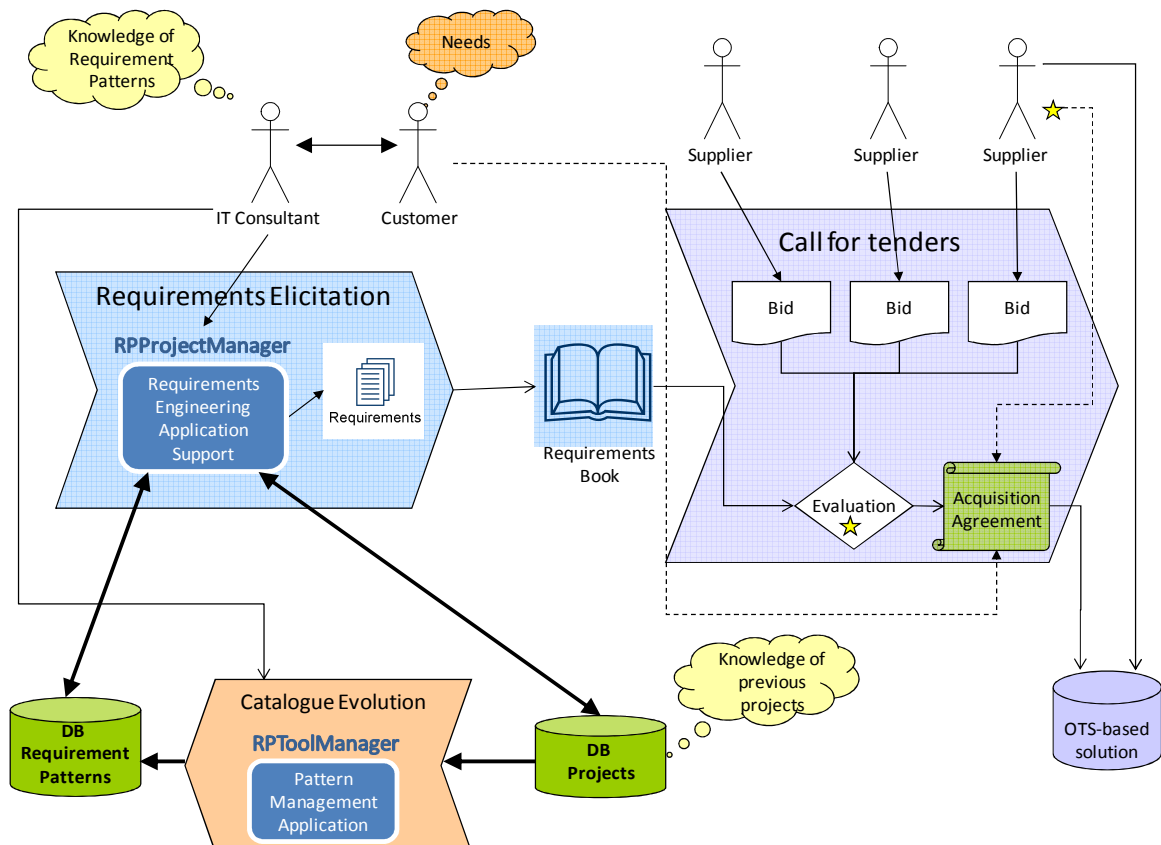 Knowledge of
Requirement
Patterns
Needs
Supplier
Supplier
Supplier
IT Consultant
Customer
Call for tenders
Requirements Elicitation
Bid
Bid
Bid
RPProjectManager
Requirements
Engineering
Application
Support
Requirements
Requirements
Book
Evaluation
Acquisition
Agreement
Knowledge of
previous
projects
Catalogue Evolution
DB
Requirement
Patterns
RPToolManager
Pattern
Management
Application
DB
Projects
OTS-based
solution